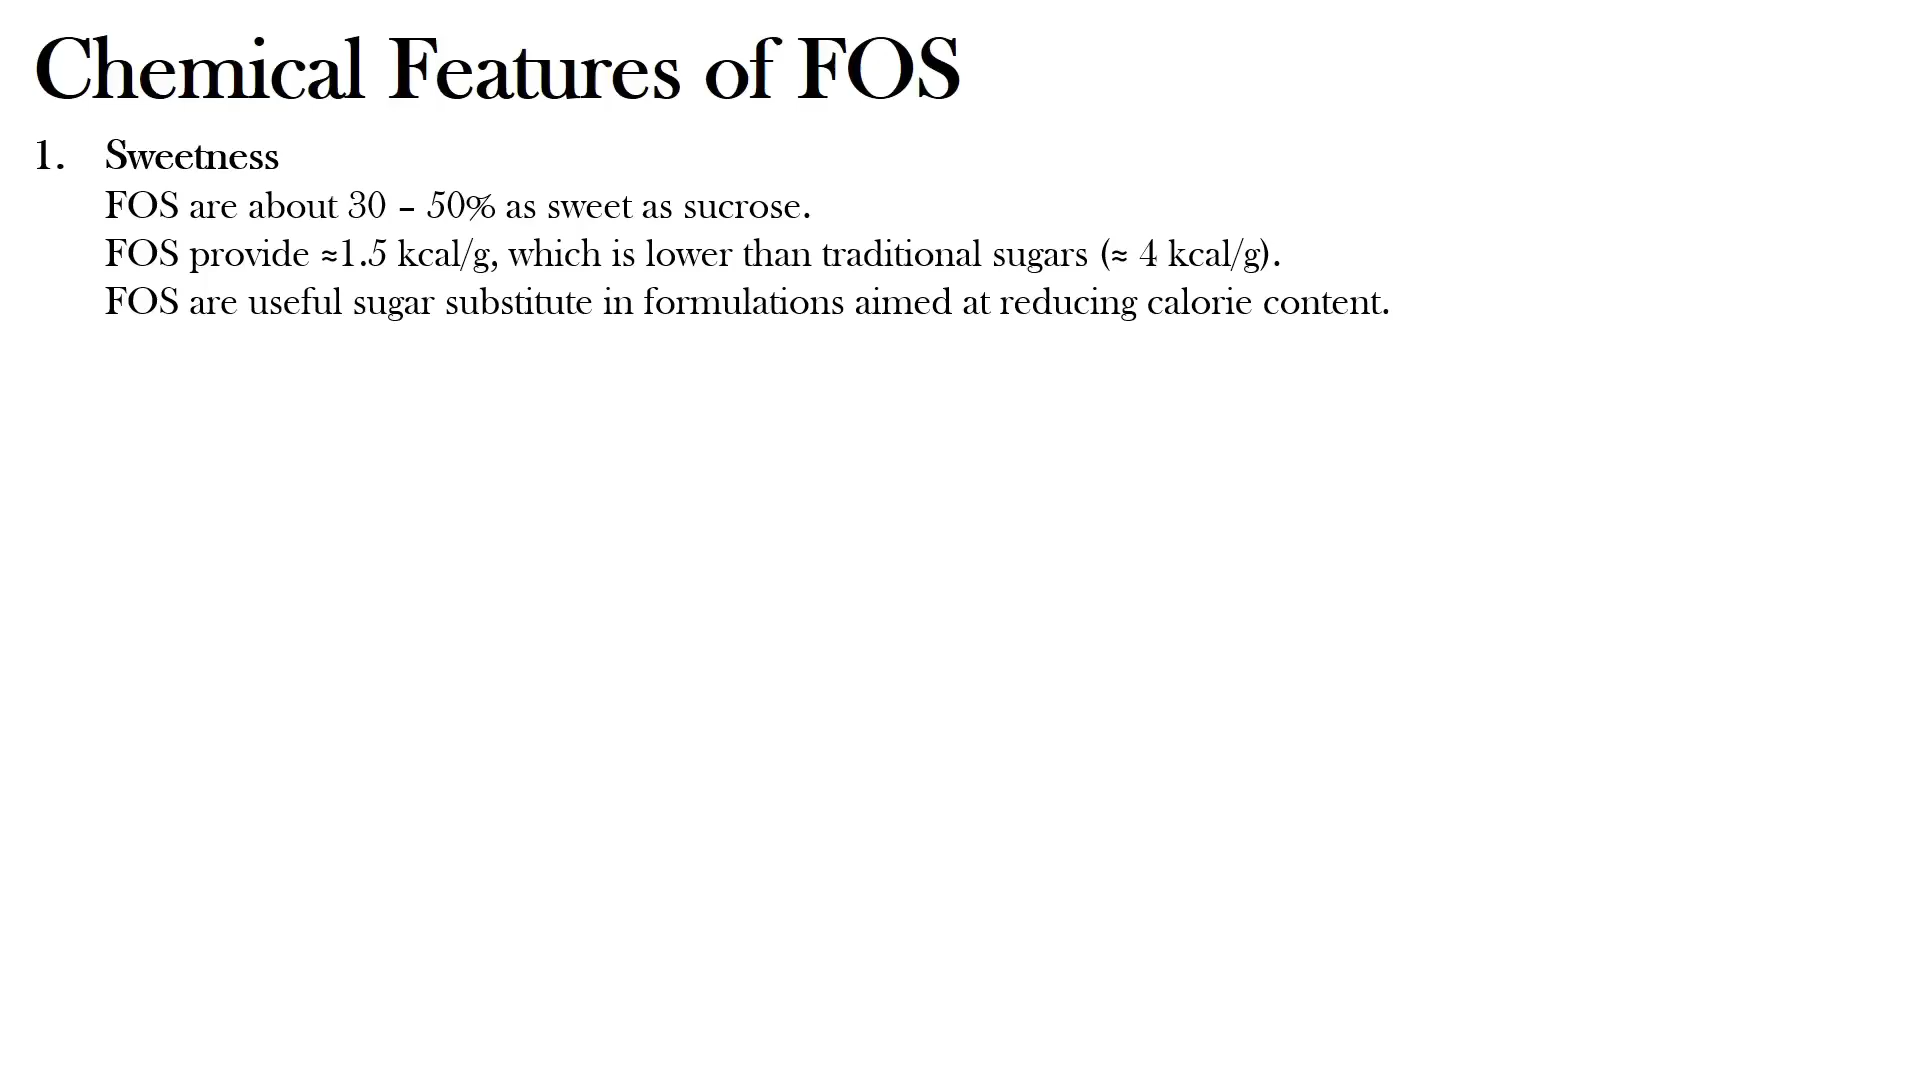 Chemical Features of FOS
1. Sweetness
FOS are about 30 – 50% as sweet as sucrose.
FOS provide ≈1.5 kcal/g, which is lower than traditional sugars (≈ 4 kcal/g).
FOS are useful sugar substitute in formulations aimed at reducing calorie content.